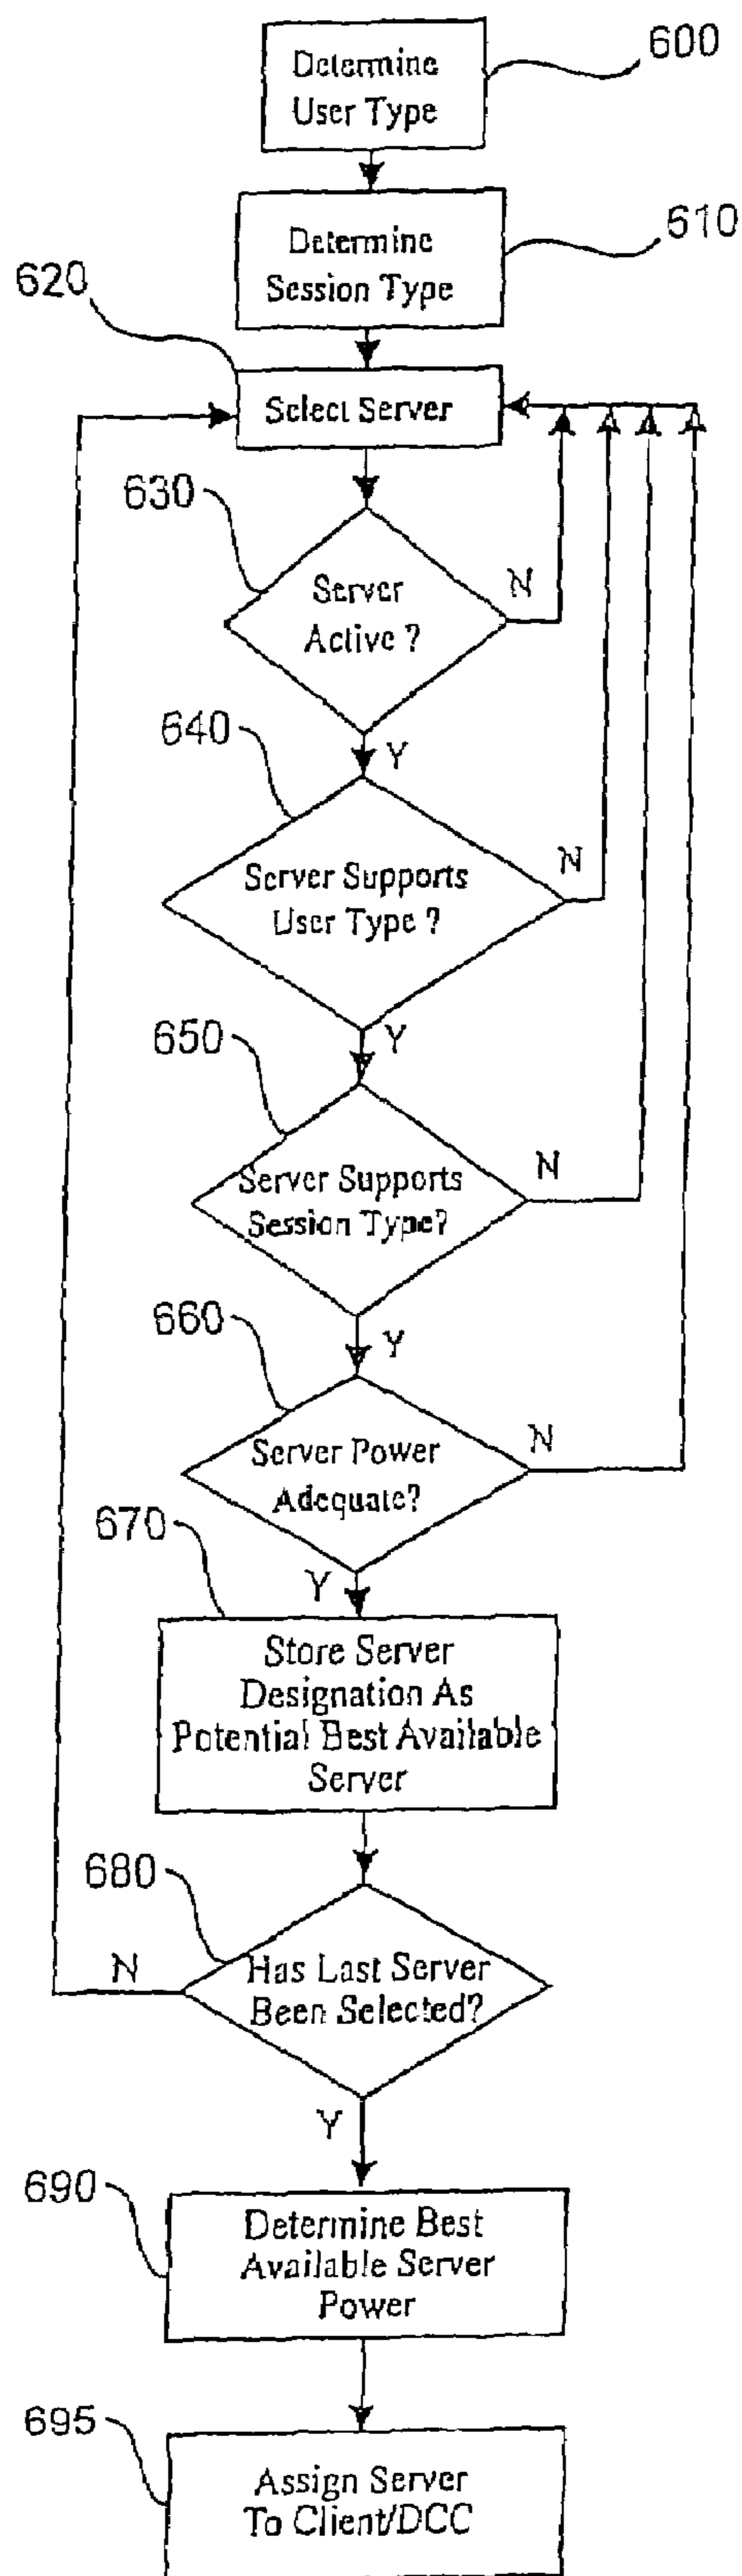 Determine
User Type
600
Determine
Session Type
610
620
Select Server
630
Server
Active ?
N
Y
640
Server Supports
User Type ?
N
Y
650
Server Supports
Session Type?
N
Y
660
Server Power
Adequate?
N
Y
670
Store Server
Designation As
Potential Best Available
Server
680
Has Last Server
Been Selected?
N
Y
690
Determine Best
Available Server
Power
695
Assign Server
To Client/DCC